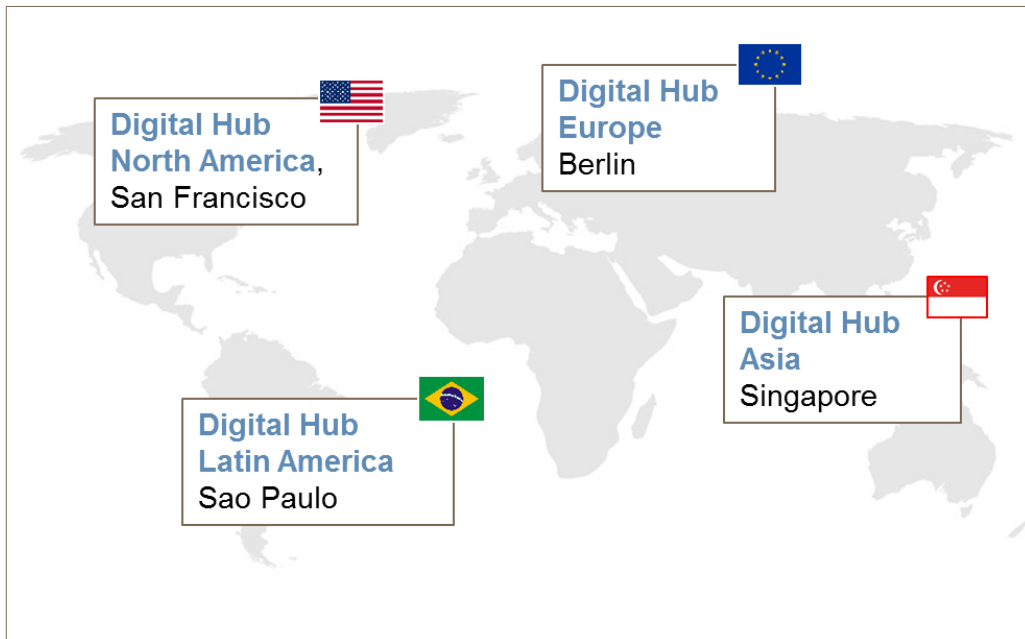 Digital Hub
North America,
San Francisco
Digital Hub
Europe
Berlin
Digital Hub
Asia
Singapore
Digital Hub
Latin America
Sao Paulo